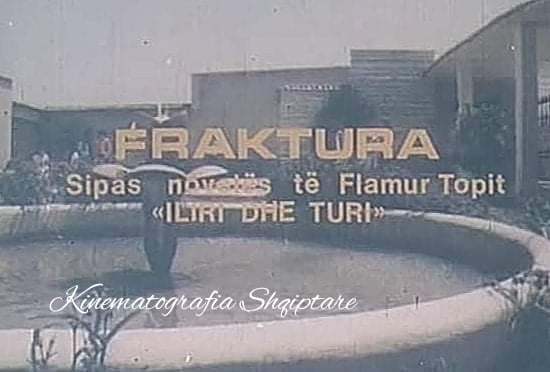 FRAKTURA
Sipas novelës të Flamur Topit
«ILIRI DHE TURI»
Kinematografia Shqiptare